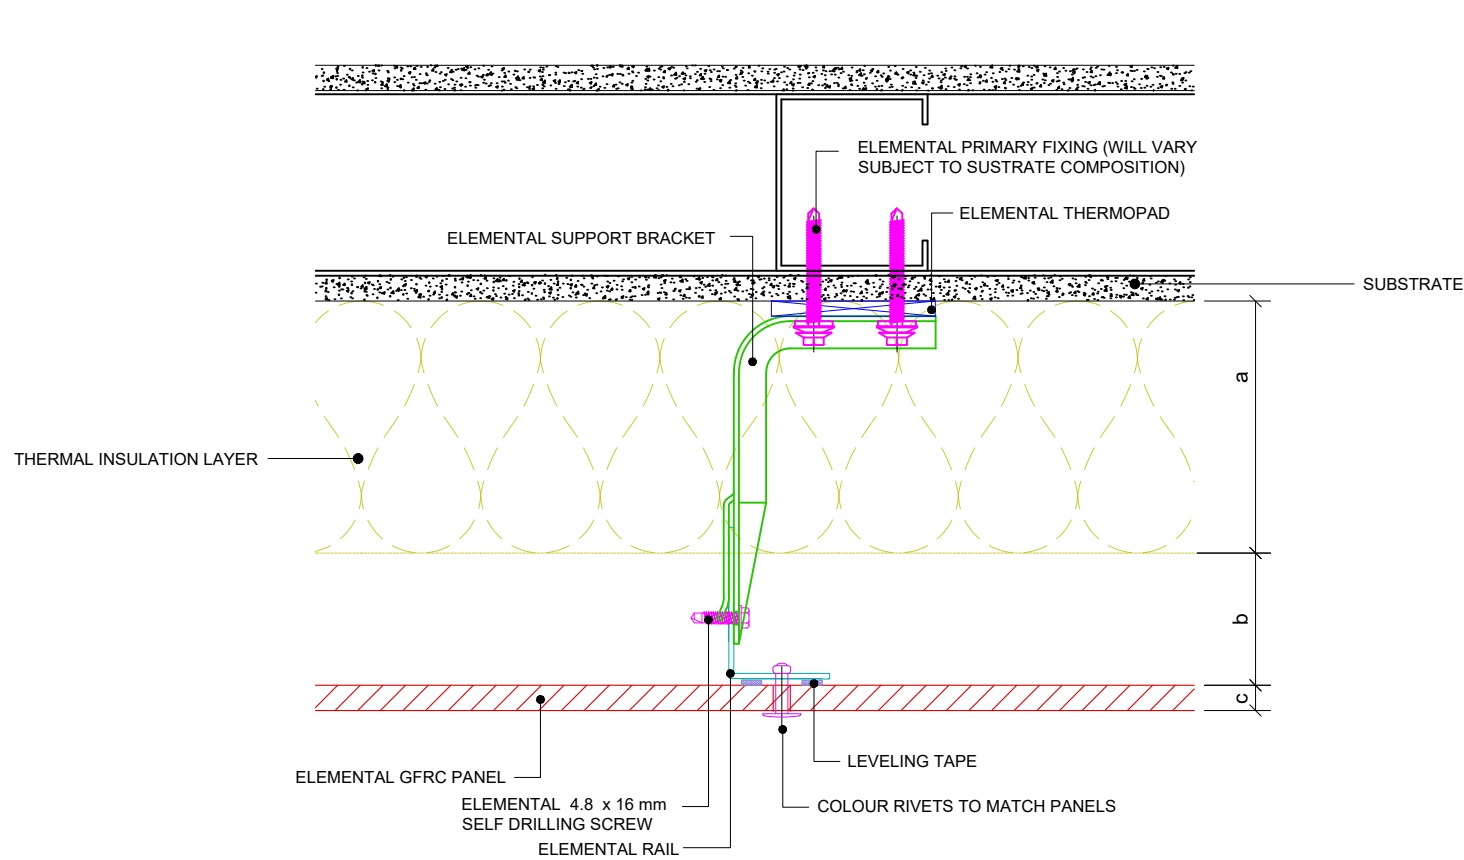 ELEMENTAL PRIMARY FIXING (WILL VARY
SUBJECT TO SUSTRATE COMPOSITION)
ELEMENTAL THERMOPAD
ELEMENTAL SUPPORT BRACKET
SUBSTRATE
a
THERMAL INSULATION LAYER
b
c
LEVELING TAPE
ELEMENTAL GFRC PANEL
ELEMENTAL 4.8 x 16 mm
SELF DRILLING SCREW
COLOUR RIVETS TO MATCH PANELS
ELEMENTAL RAIL